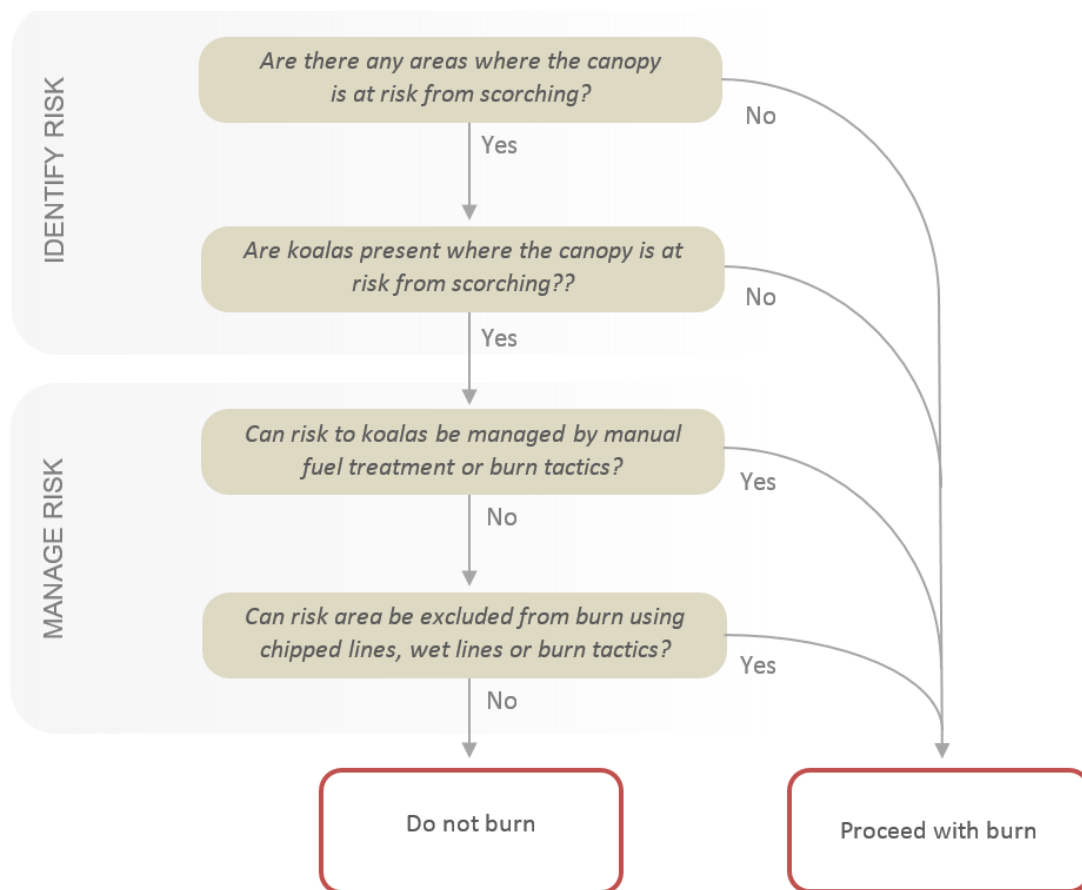 IDENTIFY RISK
Are there any areas where the canopy
is at risk from scorching?
No
Yes
Are koalas present where the canopy is at
risk from scorching??
No
Yes
MANAGE RISK
Can risk to koalas be managed by manual
fuel treatment or burn tactics?
Yes
No
Can risk area be excluded from burn using
chipped lines, wet lines or burn tactics?
Yes
No
Do not burn
Proceed with burn